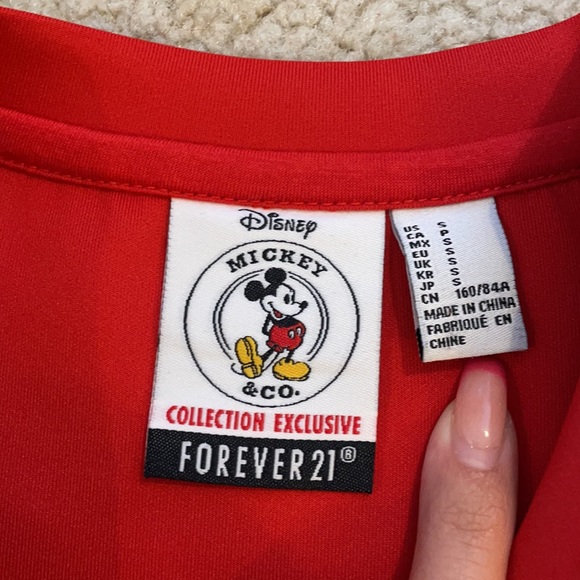 Disney
MICKEY
& CO.
COLLECTION EXCLUSIVE
FOREVER 21®
US S
CA P
MX S
EU S
UK S
KR S
JP S
CN 160/84A
MADE IN CHINA
FABRIQUÉ EN
CHINE